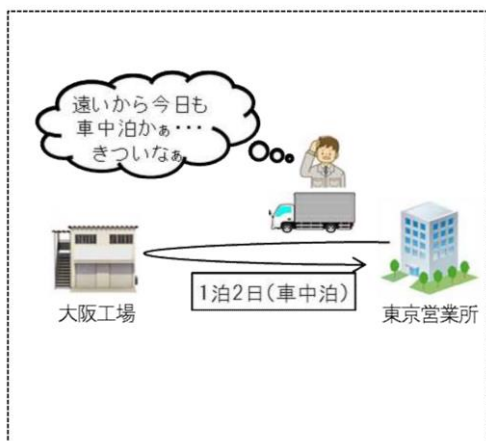 遠いから今日も
車中泊かぁ・・・
きついなぁ
1泊2日(車中泊)
大阪工場
東京営業所